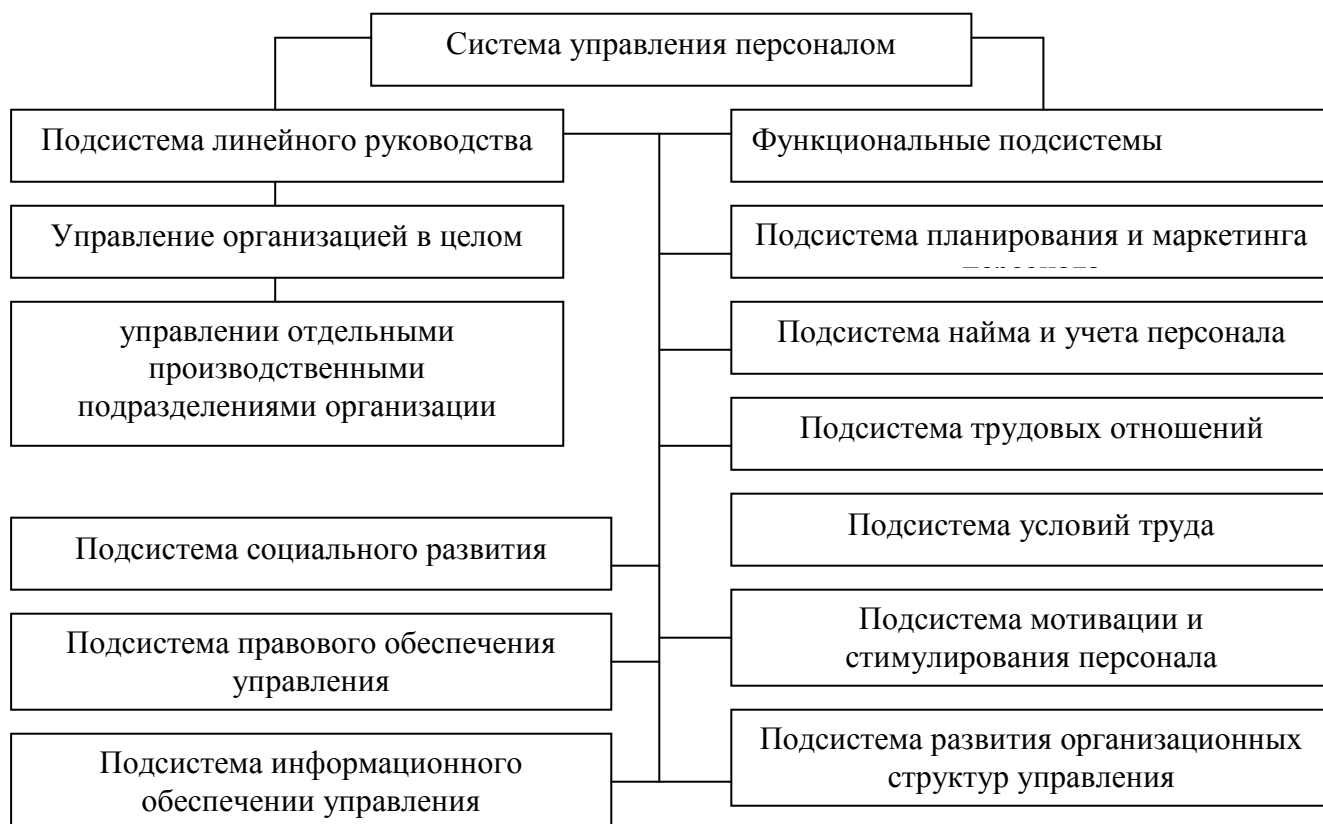 Система управления персоналом
Подсистема линейного руководства
Функциональные подсистемы
Управление организацией в целом
Подсистема планирования и маркетинга
управлении отдельными
производственными
подразделениями организации
Подсистема найма и учета персонала
Подсистема трудовых отношений
Подсистема условий труда
Подсистема социального развития
Подсистема мотивации и
стимулирования персонала
Подсистема правового обеспечения
управления
Подсистема развития организационных
структур управления
Подсистема информационного
обеспечении управления